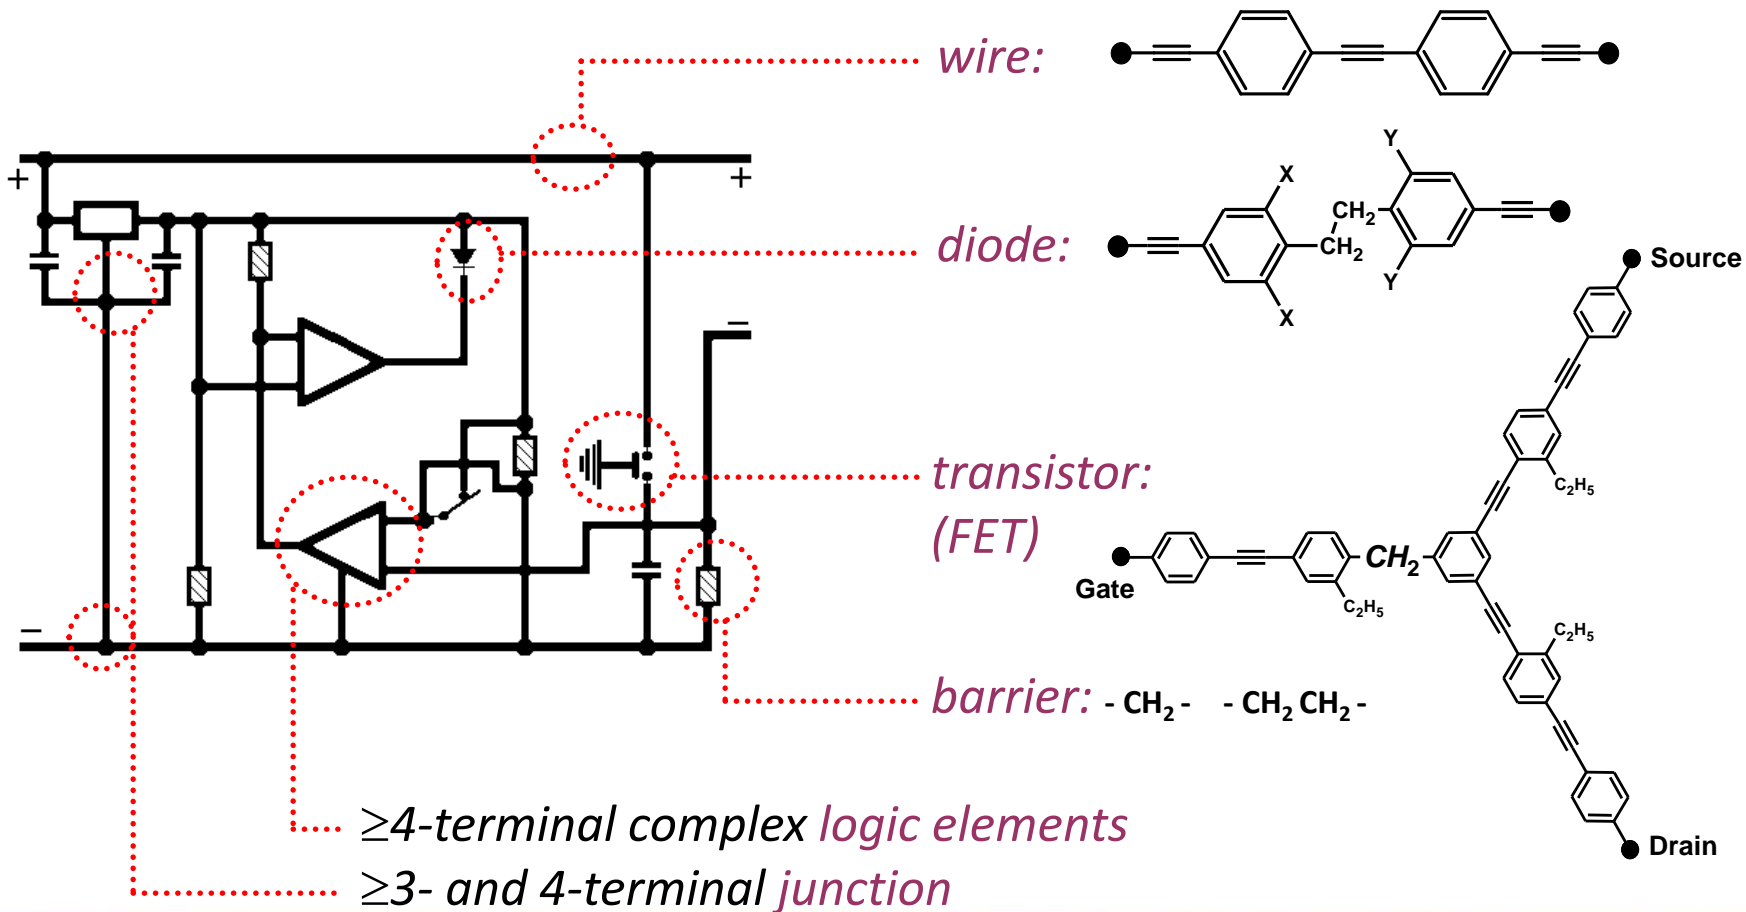 wire:
+
+
Y
X
CH₂
diode:
CH₂
Y
X
Source
−
transistor:
(FET)
C₂H₅
CH₂
Gate
C₂H₅
C₂H₅
−
barrier: - CH₂ - - CH₂ CH₂ -
≥4-terminal complex logic elements
Drain
≥3- and 4-terminal junction